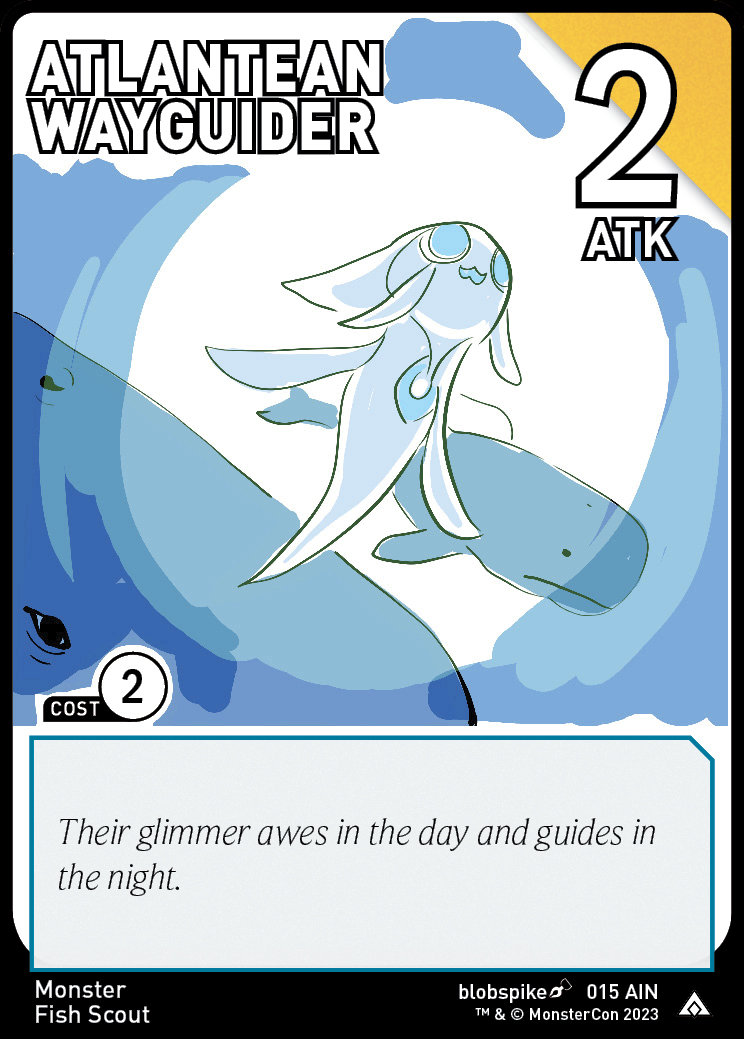 ATLANTEAN
WAYGUIDER
2
ATK
COST 2
Their glimmer awes in the day and guides in
the night.
Monster
Fish Scout
blobspike 015 AIN
™ & © MonsterCon 2023